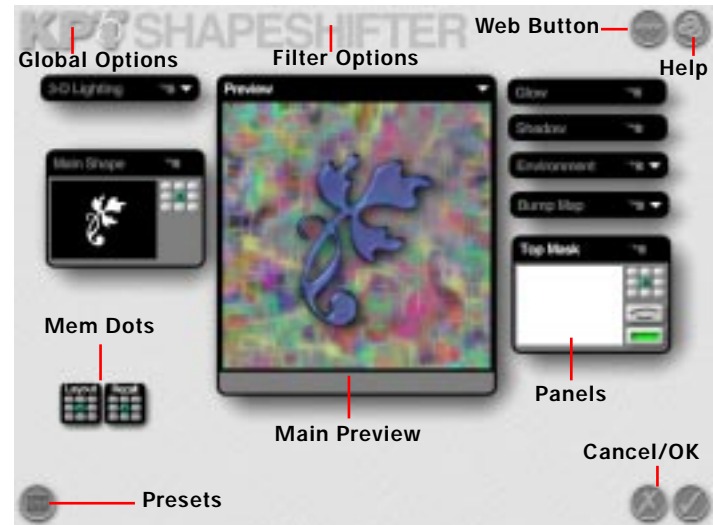 KPT5 SHAPESHIFTER
Web Button
Global Options
Filter Options
Help
3-D Lighting
Preview
Glow
Shadow
Main Shape
Environment
Bump Map
Top Mask
Mem Dots
Layout
Recall
Panels
Main Preview
Cancel/OK
Presets